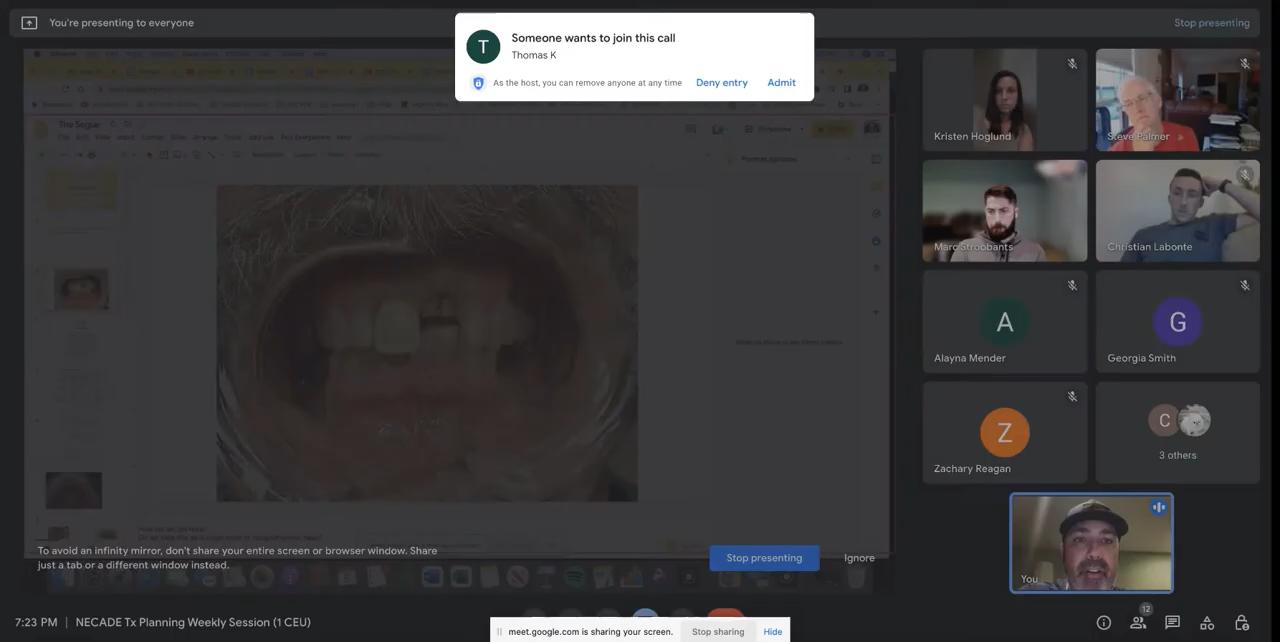 You're presenting to everyone
Stop presenting
T
Someone wants to join this call
Thomas K
As the host, you can remove anyone at any time
Deny entry
Admit
The Segue
Kristen Hoglund
Steve Palmer
Marc Stroobants
Christian Labonte
A
Alayna Mender
G
Georgia Smith
Z
Zachary Reagan
C
3 others
You
To avoid an infinity mirror, don't share your entire screen or browser window. Share
just a tab or a different window instead.
Stop presenting
Ignore
7:23 PM | NECADE Tx Planning Weekly Session (1 CEU)
meet.google.com is sharing your screen.
Stop sharing
Hide
12